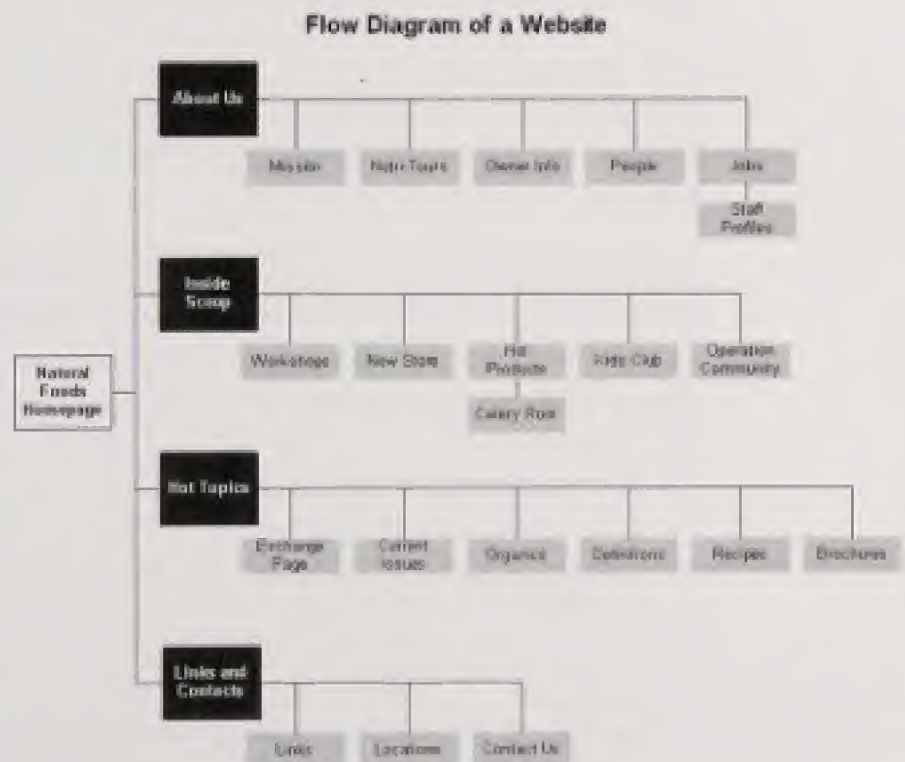 Flow Diagram of a Website
About Us
Mission
Nutri-Tours
Owner Info
People
Jobs
Staff
Profiles
Inside
Scoop
Workshops
New Store
Hot
Products
Kids Club
Operation
Community
Natural
Foods
Homepage
Celery Root
Hot Topics
Exchange
Page
Current
Issues
Organics
Definitions
Recipes
Brochures
Links and
Contacts
Links
Locations
Contact Us